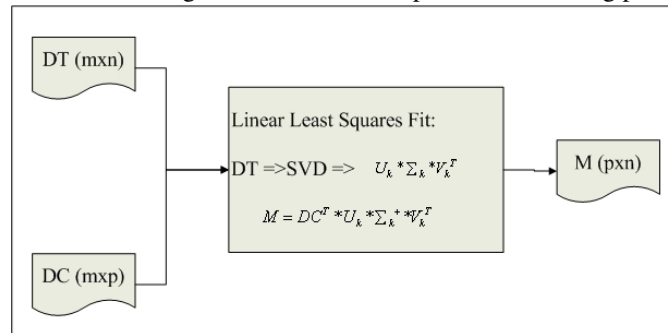 DT (mxn)
Linear Least Squares Fit:
DT =>SVD => U_k * Σ_k * V_k^T
M = DC^T * U_k * Σ_k^+ * V_k^T
M (pxn)
DC (mxp)